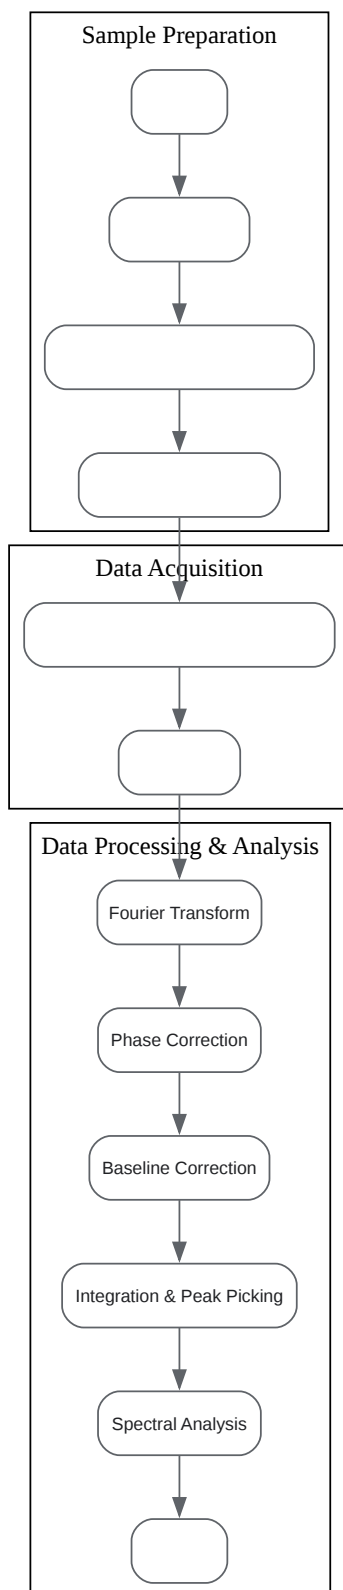 Sample Preparation
Data Acquisition
Data Processing & Analysis
Fourier Transform
Phase Correction
Baseline Correction
Integration & Peak Picking
Spectral Analysis